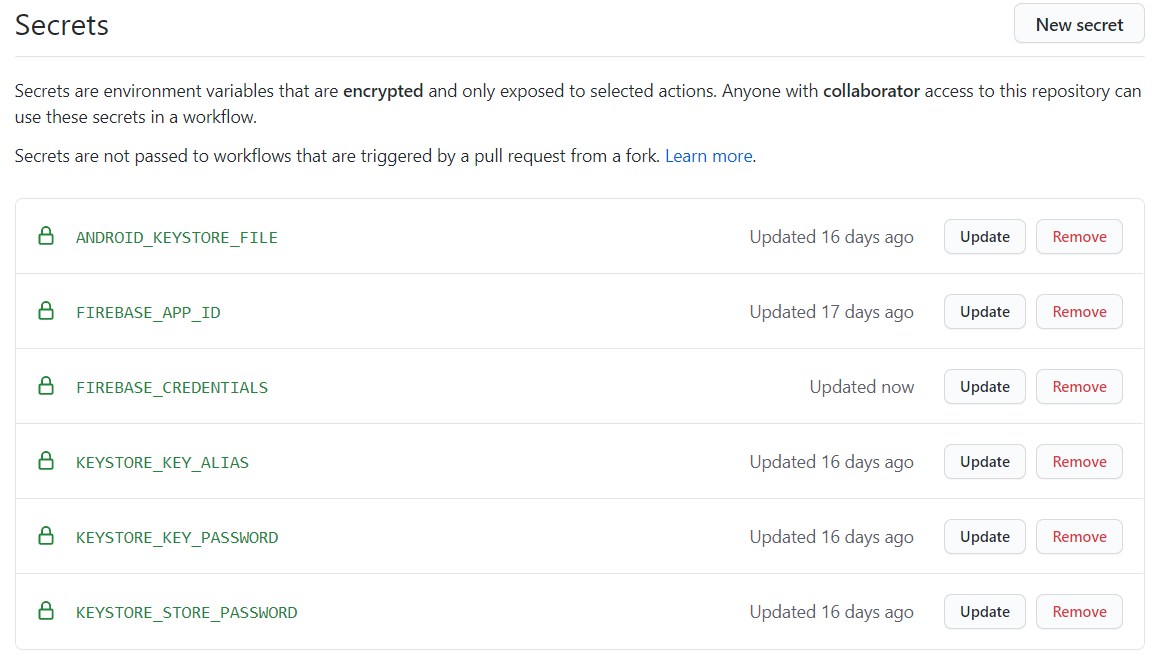 Secrets
New secret
Secrets are environment variables that are encrypted and only exposed to selected actions. Anyone with collaborator access to this repository can
use these secrets in a workflow.
Secrets are not passed to workflows that are triggered by a pull request from a fork. Learn more.
ANDROID_KEYSTORE_FILE Updated 16 days ago Update Remove
FIREBASE_APP_ID Updated 17 days ago Update Remove
FIREBASE_CREDENTIALS Updated now Update Remove
KEYSTORE_KEY_ALIAS Updated 16 days ago Update Remove
KEYSTORE_KEY_PASSWORD Updated 16 days ago Update Remove
KEYSTORE_STORE_PASSWORD Updated 16 days ago Update Remove